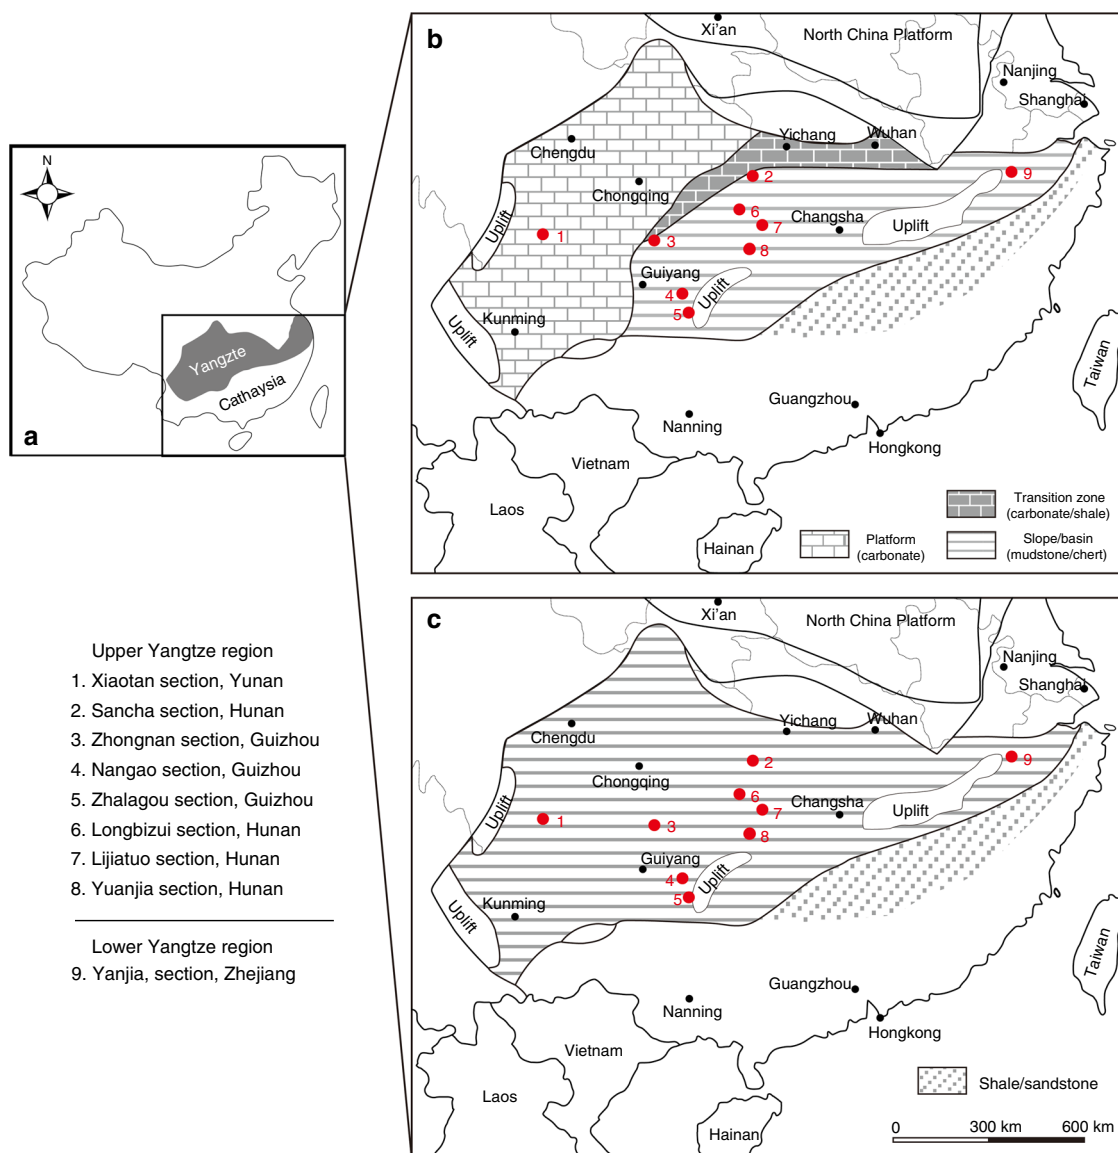 N
Yangzte
Cathaysia
a
b
Xi'an
North China Platform
Nanjing
Shanghai
Chengdu
Yichang
Wuhan
Chongqing
2
9
Uplift
1
6
Changsha
7
Uplift
3
8
Guiyang
4
Uplift
5
Kunming
Uplift
Taiwan
Guangzhou
Nanning
Hongkong
Vietnam
Laos
Hainan
Transition zone
(carbonate/shale)
Platform
(carbonate)
Slope/basin
(mudstone/chert)
c
Xi'an
North China Platform
Nanjing
Shanghai
Chengdu
Yichang
Wuhan
Chongqing
2
9
Uplift
1
6
Changsha
7
Uplift
3
8
Guiyang
4
Uplift
5
Kunming
Uplift
Taiwan
Guangzhou
Nanning
Hongkong
Vietnam
Laos
Hainan
Shale/sandstone
0 300 km 600 km
Upper Yangtze region
1. Xiaotan section, Yunan
2. Sancha section, Hunan
3. Zhongnan section, Guizhou
4. Nangao section, Guizhou
5. Zhalagou section, Guizhou
6. Longbizui section, Hunan
7. Lijiatuo section, Hunan
8. Yuanjia section, Hunan
Lower Yangtze region
9. Yanjia, section, Zhejiang